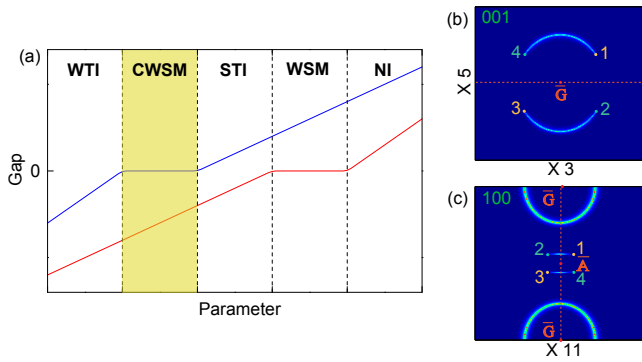 (a)
WTI CWSM STI WSM NI
0
Gap
Parameter
(b)
001
4 1
G
3 2
X 5
X 3
(c)
100
G
2 1
A
3 4
G
X 11